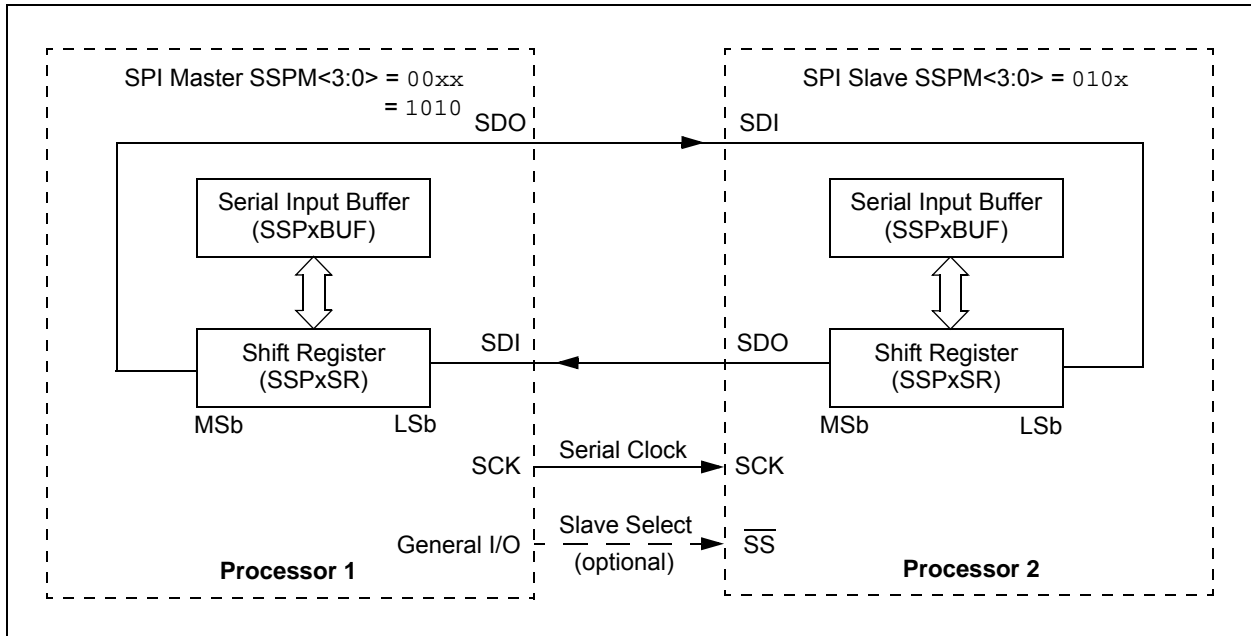 SPI Master SSPM<3:0> = 00xx
= 1010
SDO
Serial Input Buffer
(SSPxBUF)
Shift Register
(SSPxSR)
MSb
LSb
SDI
SCK
General I/O
Processor 1
Serial Clock
Slave Select
(optional)
SPI Slave SSPM<3:0> = 010x
SDI
Serial Input Buffer
(SSPxBUF)
SDO
Shift Register
(SSPxSR)
MSb
LSb
SCK
SS
Processor 2